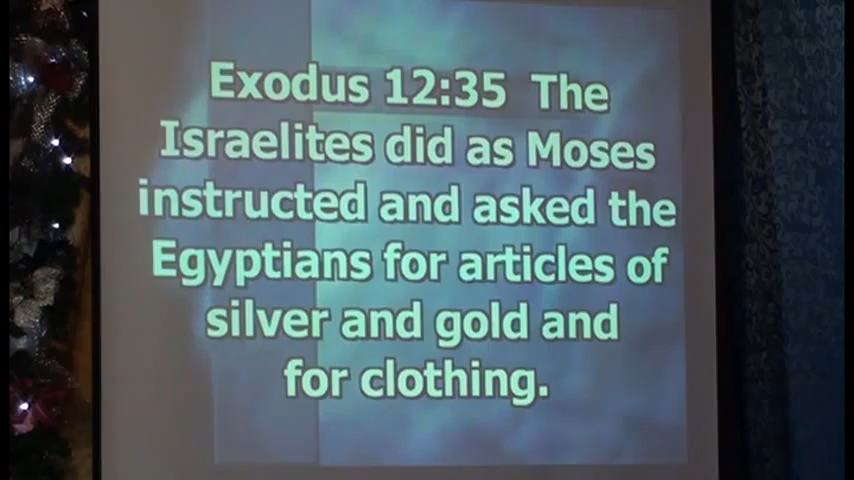 Exodus 12:35 The
Israelites did as Moses
instructed and asked the
Egyptians for articles of
silver and gold and
for clothing.